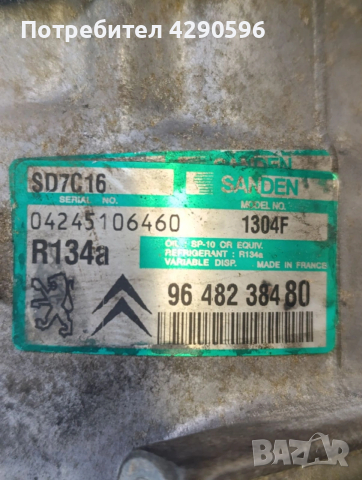 Потребител 4290596
SD7C16
SANDEN
SERIAL NO.
MODEL NO.
04245106460
1304F
R134a
OIL SP-10 OR EQUIV.
REFRIGERANT : R134a
VARIABLE DISP. MADE IN FRANCE
96 482 384 80
BAZAR